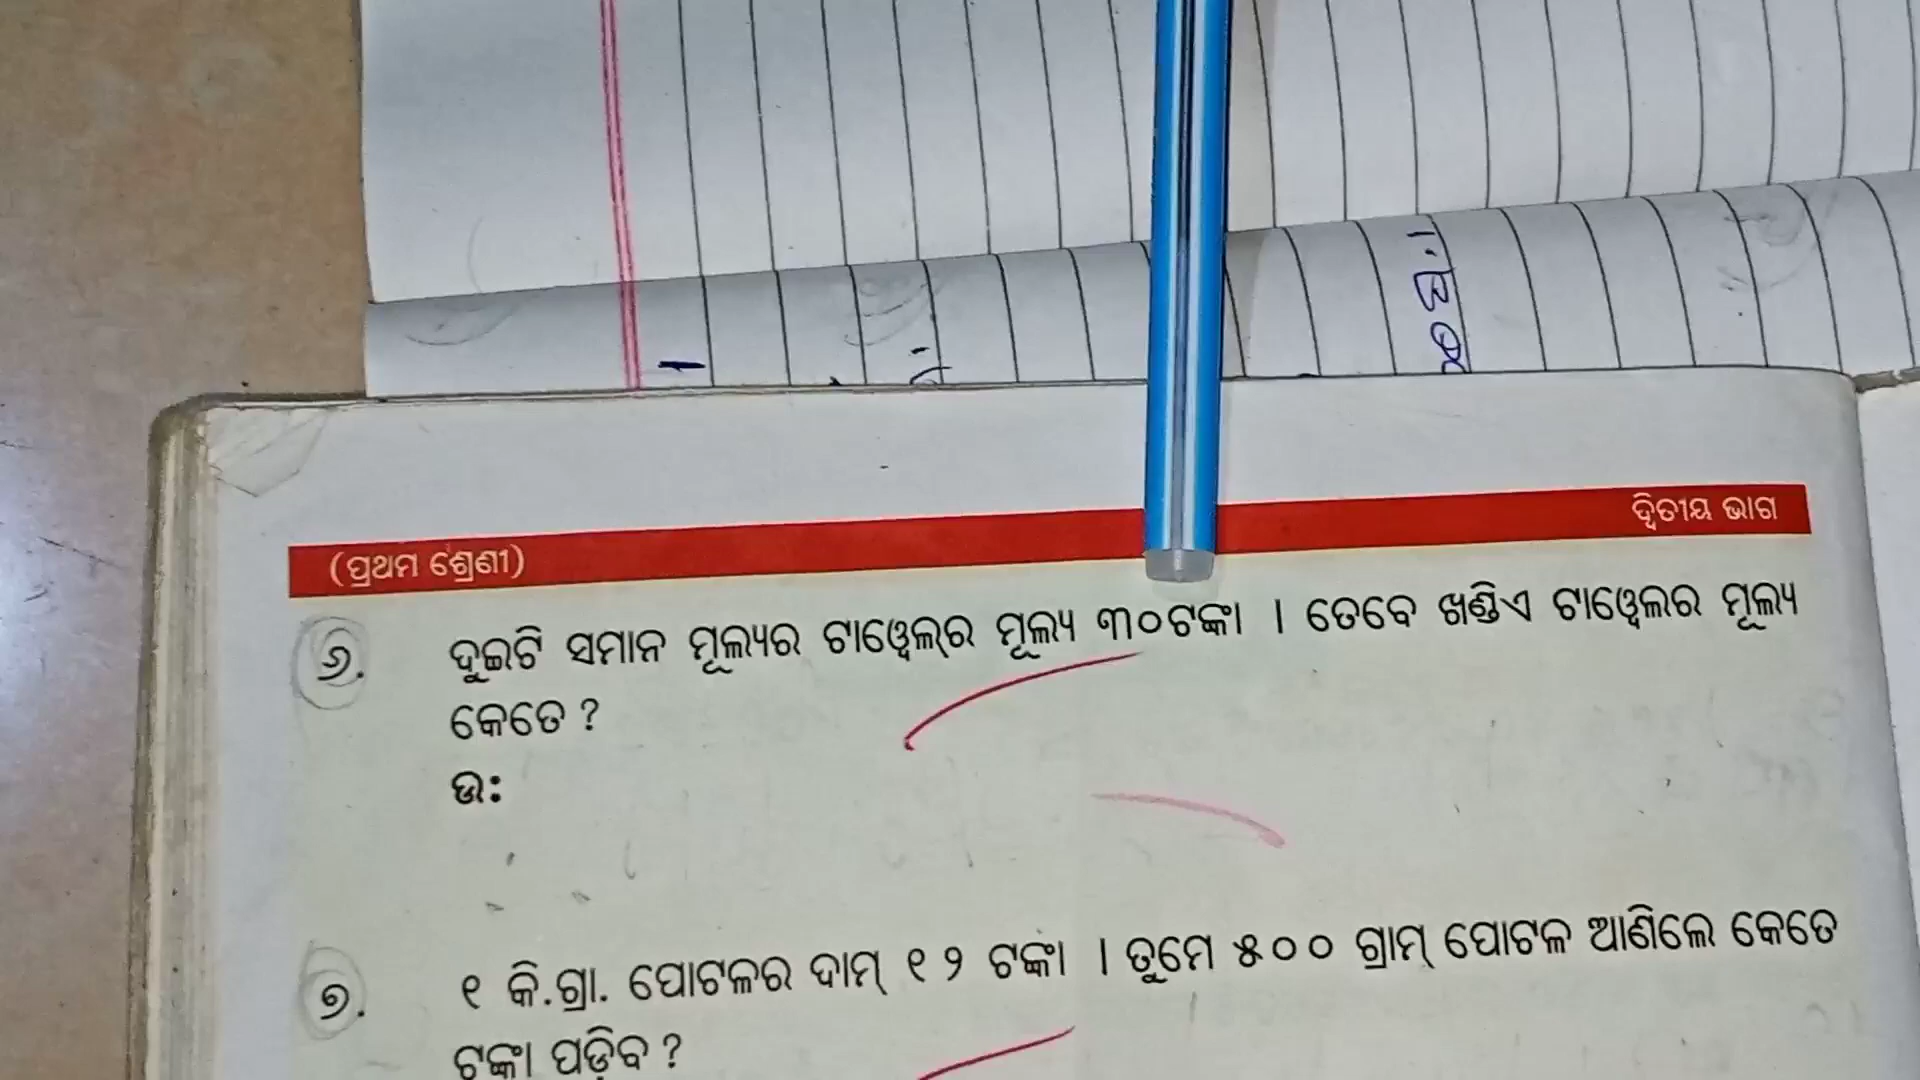 (ପ୍ରଥମ ଶ୍ରେଣୀ) ଦ୍ୱିତୀୟ ଭାଗ
୬. ଦୁଇଟି ସମାନ ମୂଲ୍ୟର ଟାୱେଲ୍‌ର ମୂଲ୍ୟ ୩୦ଟଙ୍କା । ତେବେ ଖଣ୍ଡିଏ ଟାୱେଲର ମୂଲ୍ୟ
କେତେ ?
ଉଃ
୭. ୧ କି.ଗ୍ରା. ପୋଟଳର ଦାମ୍ ୧୨ ଟଙ୍କା । ତୁମେ ୫୦୦ ଗ୍ରାମ୍ ପୋଟଳ ଆଣିଲେ କେତେ
ଟଙ୍କା ପଡ଼ିବ ?